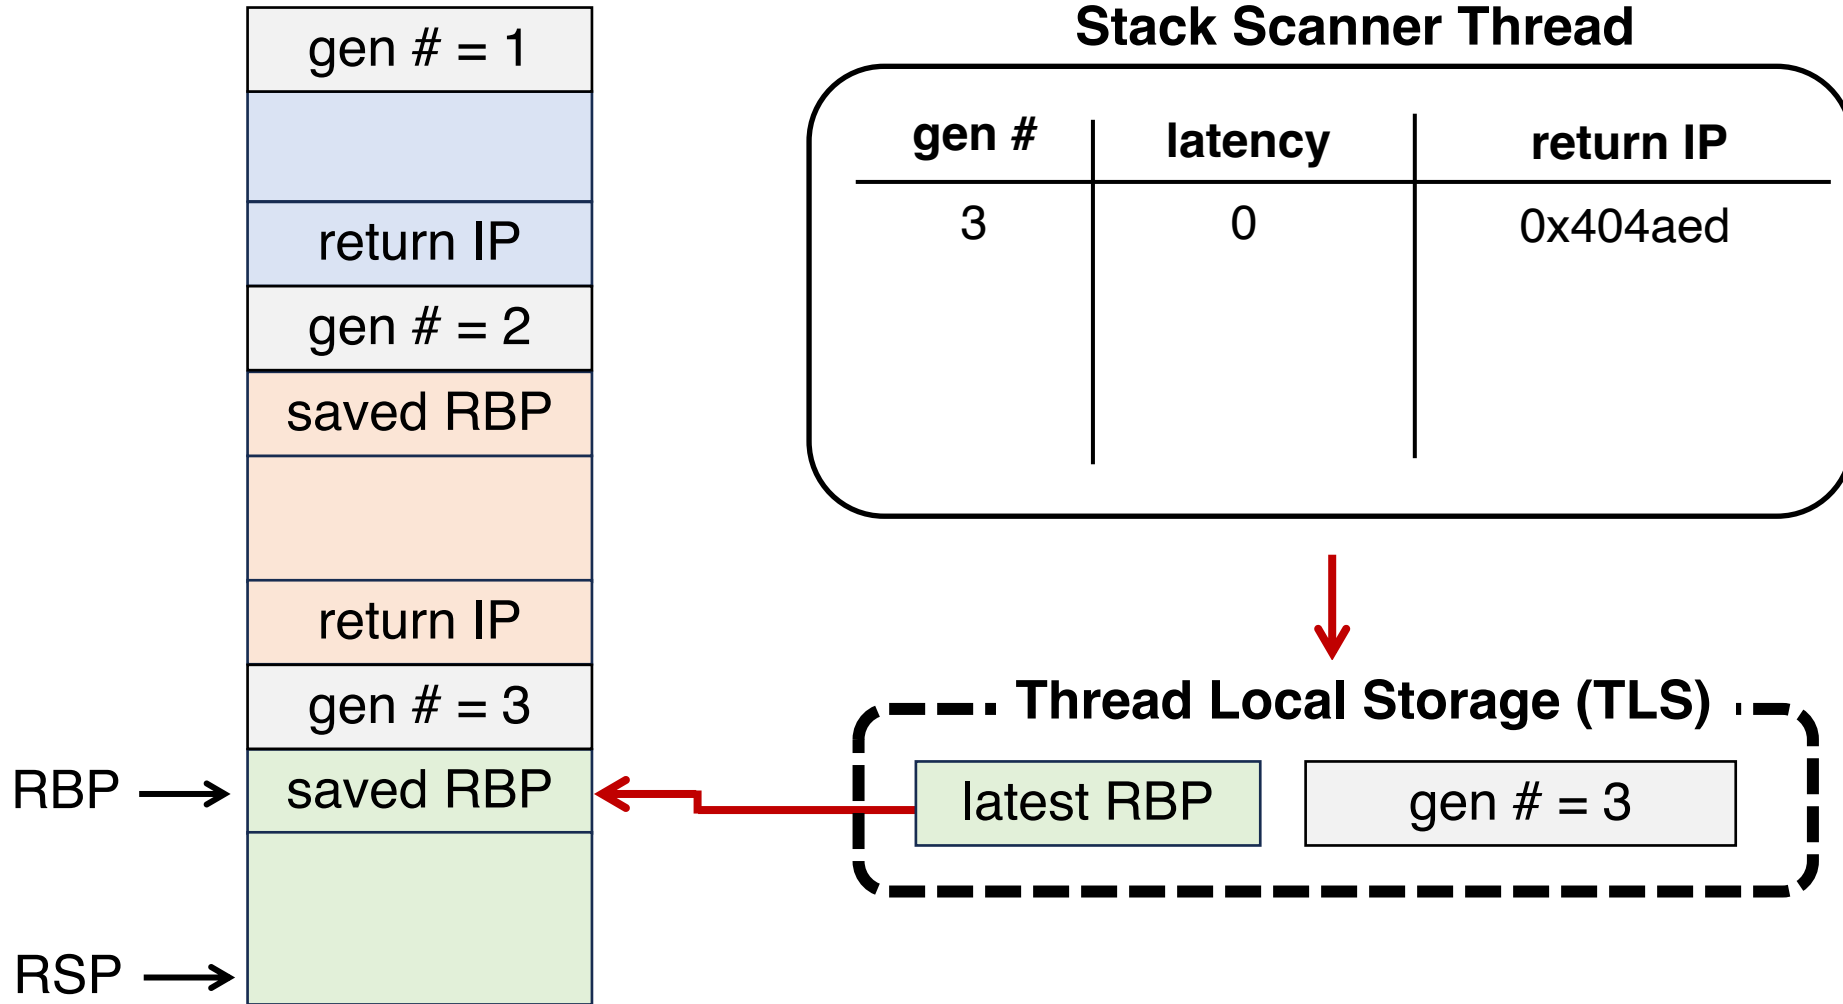 gen # = 1
return IP
gen # = 2
saved RBP
return IP
gen # = 3
RBP
saved RBP
RSP
Stack Scanner Thread
gen # latency return IP
3 0 0x404aed
Thread Local Storage (TLS)
latest RBP gen # = 3